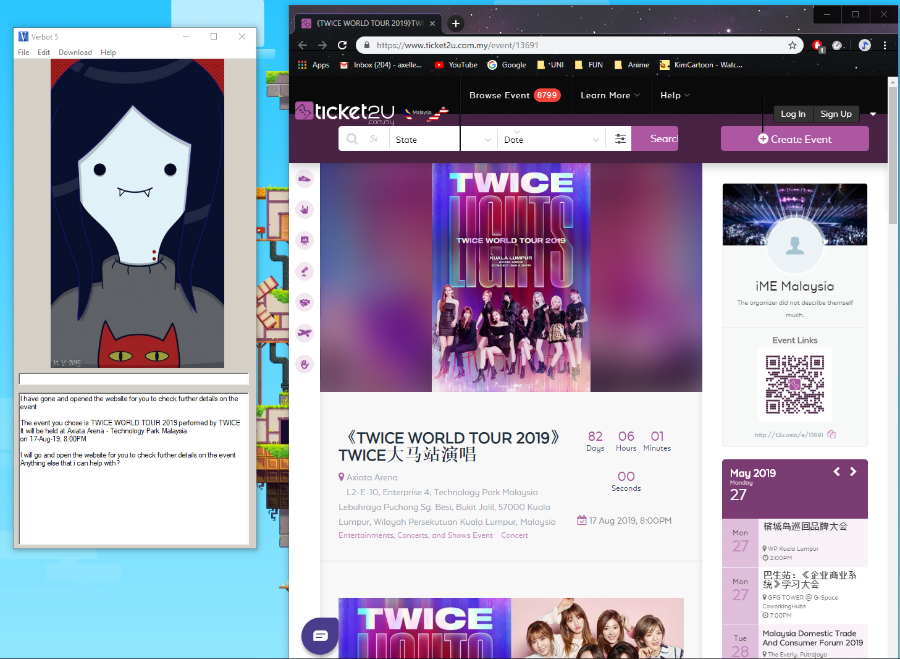 Verbot 5
File Edit Download Help
I have gone and opened the website for you to check further details on the
event
The event you chose is TWICE WORLD TOUR 2019 performed by TWICE
It will be held at Axiata Arena - Technology Park Malaysia
on 17-Aug-19, 8:00PM
I will go and open the website for you to check further details on the event
Anything else that i can help with?
《TWICE WORLD TOUR 2019》TWI
https://www.ticket2u.com.my/event/13691
Apps Inbox (204) - axelle... YouTube Google *UNI FUN Anime KimCartoon - Watc...
ticket2u
.com.my
Malaysia
Browse Event 8799 Learn More Help
Log In Sign Up
Se State Date Search
Create Event
TWICE
LIGHTS
TWICE WORLD TOUR 2019
KUALA LUMPUR
《TWICE WORLD TOUR 2019》
TWICE大马站演唱
Axiata Arena
L2-E-10, Enterprise 4, Technology Park Malaysia
Lebuhraya Puchong Sg. Besi, Bukit Jalil, 57000 Kuala
Lumpur, Wilayah Persekutuan Kuala Lumpur, Malaysia
Entertainments, Concerts, and Shows Event Concert
82 06 01
Days Hours Minutes
00
Seconds
17 Aug 2019, 8:00PM
TWICE
LIGHTS
iME Malaysia
The organizer did not describe themself
much.
Event Links
http://t2u.asia/e/13691
May 2019
Monday
27
Mon
27
槟城岛巡回品牌大会
WP Kuala Lumpur
2:00PM
Mon
27
巴生站：《企业商业系
统》学习大会
GFG TOWER @ G-Space
Coworking Hubs
7:00PM
Tue
28
Malaysia Domestic Trade
And Consumer Forum 2019
The Everly, Putrajaya